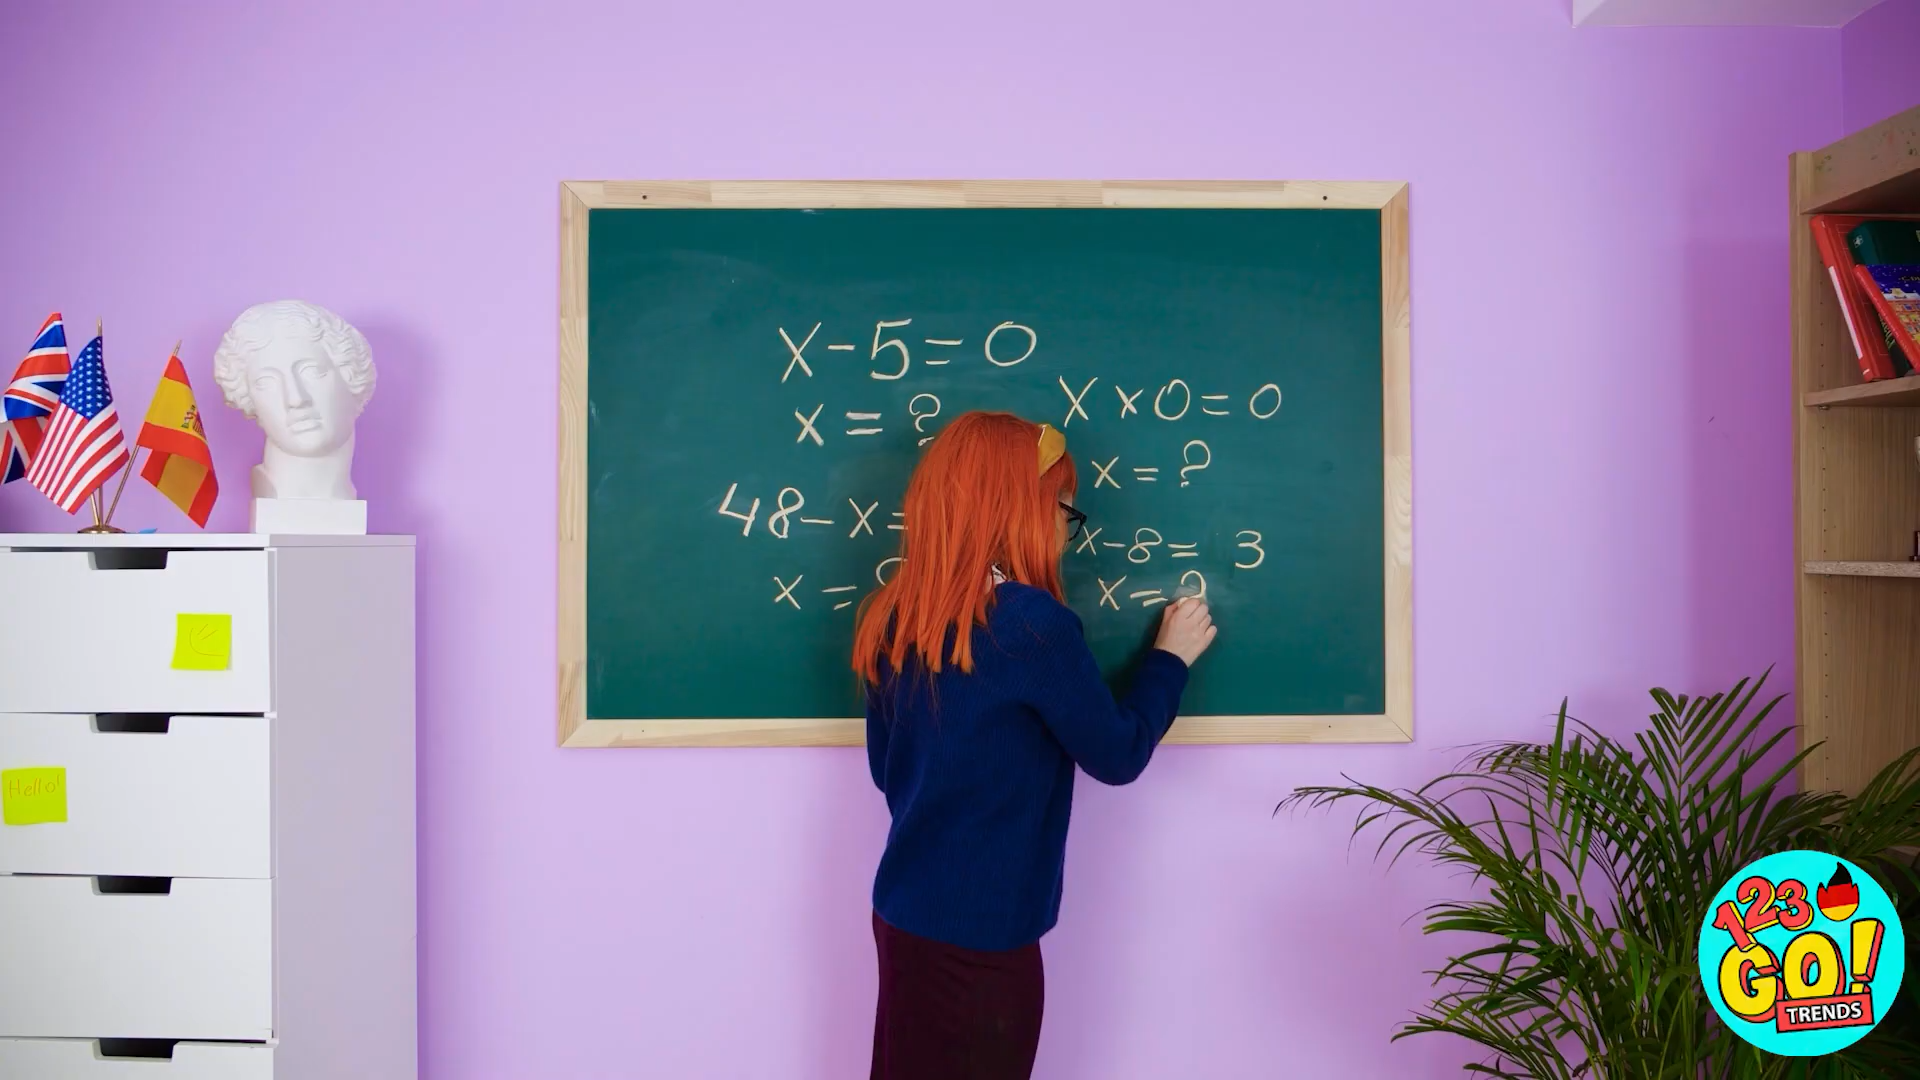 x-5=0
x=?
48-x=
x=
X×0=0
x=?
x-8= 3
x=?
Hello!
123
GO!
TRENDS